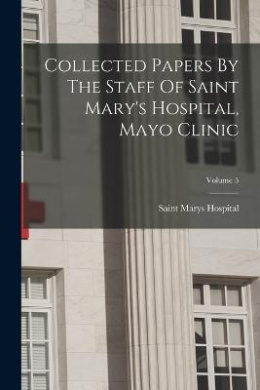 Collected Papers By
The Staff Of Saint
Mary's Hospital,
Mayo Clinic
Volume 5
Saint Marys Hospital